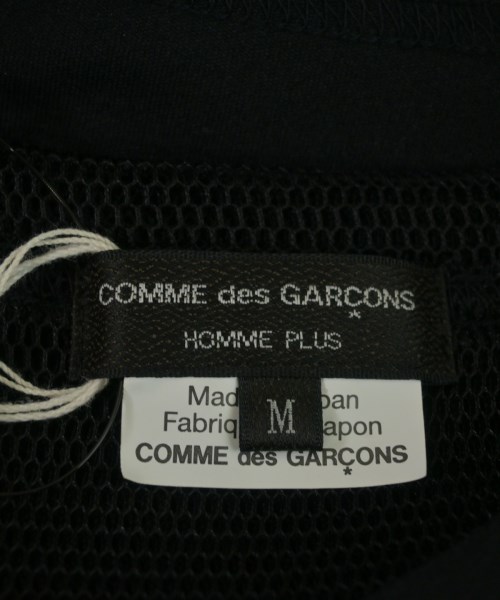 COMME des GARÇONS
HOMME PLUS
M
Mad pan
Fabriq apon
COMME des GARÇONS